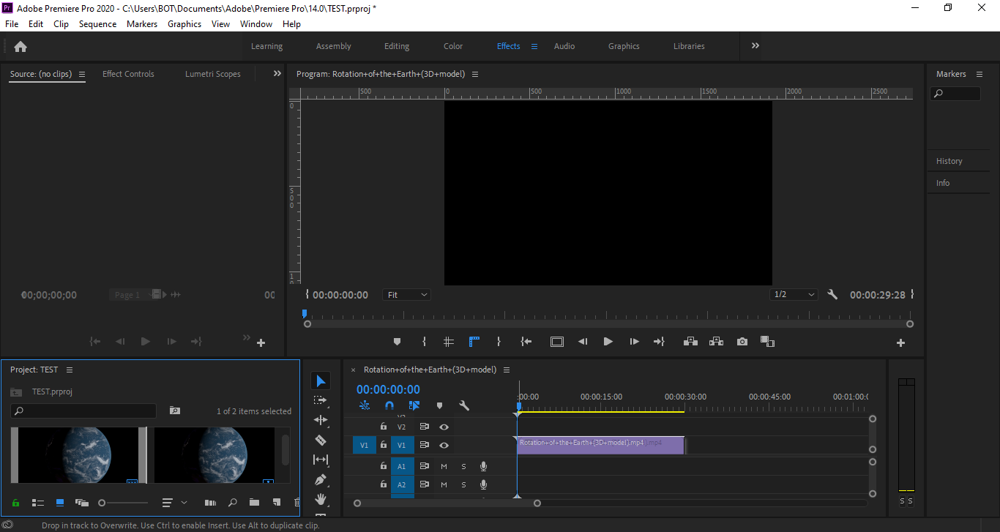 Pr Adobe Premiere Pro 2020 - C:\Users\BOT\Documents\Adobe\Premiere Pro\14.0\TEST.prproj *
File Edit Clip Sequence Markers Graphics View Window Help
Learning Assembly Editing Color Effects Audio Graphics Libraries
Source: (no clips) Effect Controls Lumetri Scopes
Program: Rotation+of+the+Earth+(3D+model)
Markers
500 0 500 1000 1500 2000 2500
0
500
10
History
Info
00;00;00;00 Page 1 00
00:00:00:00 Fit 1/2 00:00:29:28
Project: TEST
TEST.prproj
1 of 2 items selected
× Rotation+of+the+Earth+(3D+model)
00:00:00:00
:00:00 00:00:15:00 00:00:30:00 00:00:45:00 00:01:00:0
V2
V1 V1 Rotation+of+the+Earth+(3D+model).mp4 .mp4
A1 M S
A2 M S
S S
Drop in track to Overwrite. Use Ctrl to enable Insert. Use Alt to duplicate clip.